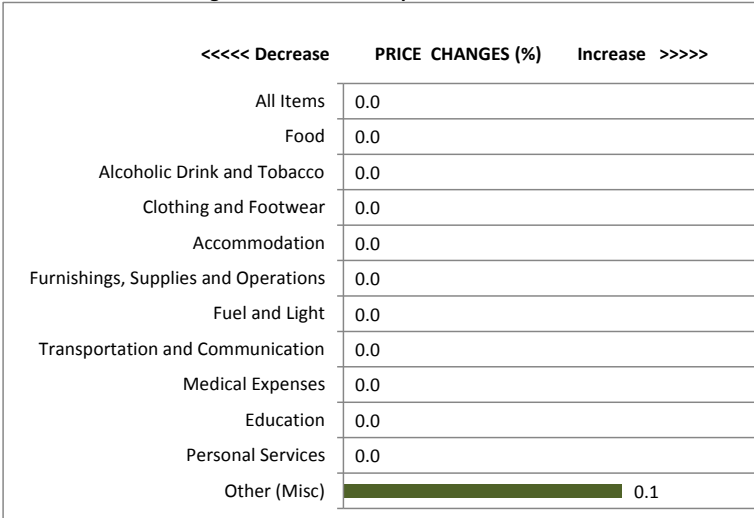 <<<<< Decrease PRICE CHANGES (%) Increase >>>>>
All Items 0.0
Food 0.0
Alcoholic Drink and Tobacco 0.0
Clothing and Footwear 0.0
Accommodation 0.0
Furnishings, Supplies and Operations 0.0
Fuel and Light 0.0
Transportation and Communication 0.0
Medical Expenses 0.0
Education 0.0
Personal Services 0.0
Other (Misc) 0.1